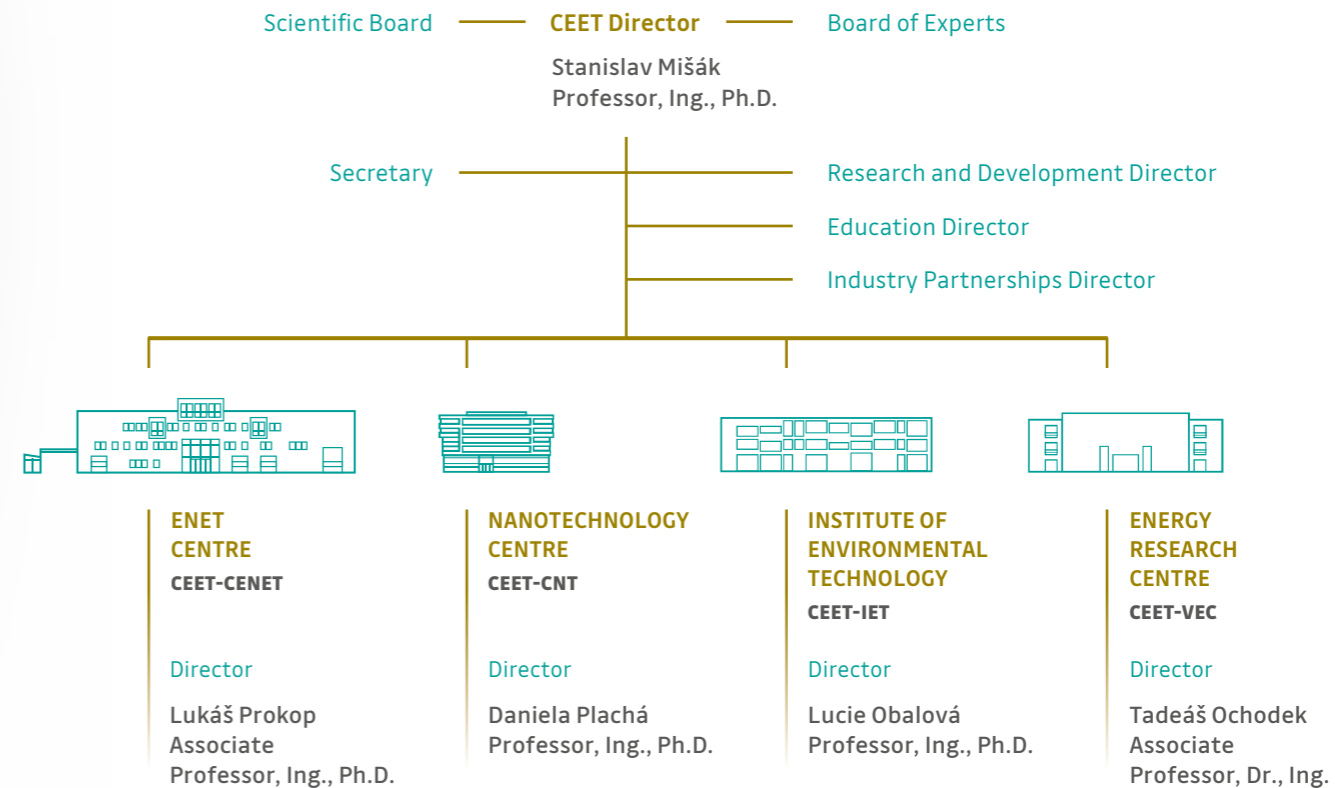 Scientific Board
CEET Director
Board of Experts
Stanislav Mišák
Professor, Ing., Ph.D.
Secretary
Research and Development Director
Education Director
Industry Partnerships Director
ENET
CENTRE
CEET-CENET
Director
Lukáš Prokop
Associate
Professor, Ing., Ph.D.
NANOTECHNOLOGY
CENTRE
CEET-CNT
Director
Daniela Plachá
Professor, Ing., Ph.D.
INSTITUTE OF
ENVIRONMENTAL
TECHNOLOGY
CEET-IET
Director
Lucie Obalová
Professor, Ing., Ph.D.
ENERGY
RESEARCH
CENTRE
CEET-VEC
Director
Tadeáš Ochodek
Associate
Professor, Dr., Ing.